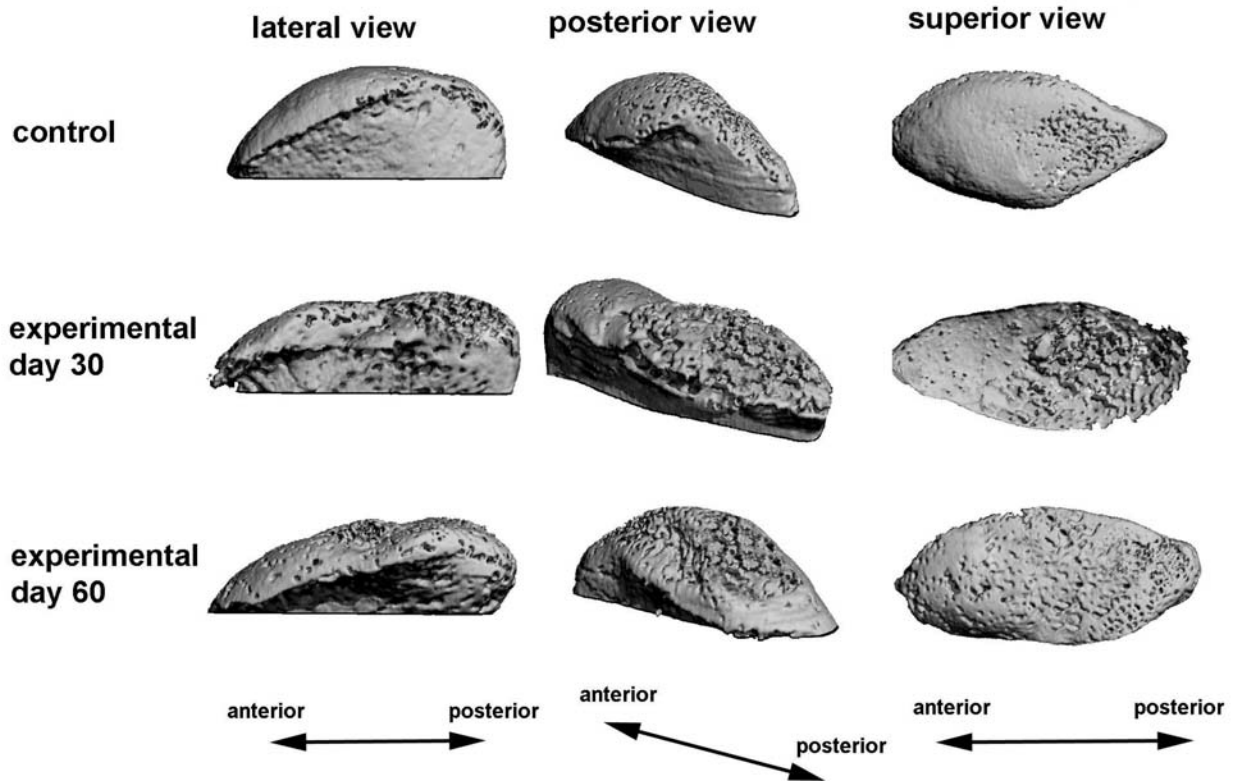 lateral view posterior view superior view
control
experimental
day 30
experimental
day 60
anterior posterior
anterior
posterior
anterior posterior